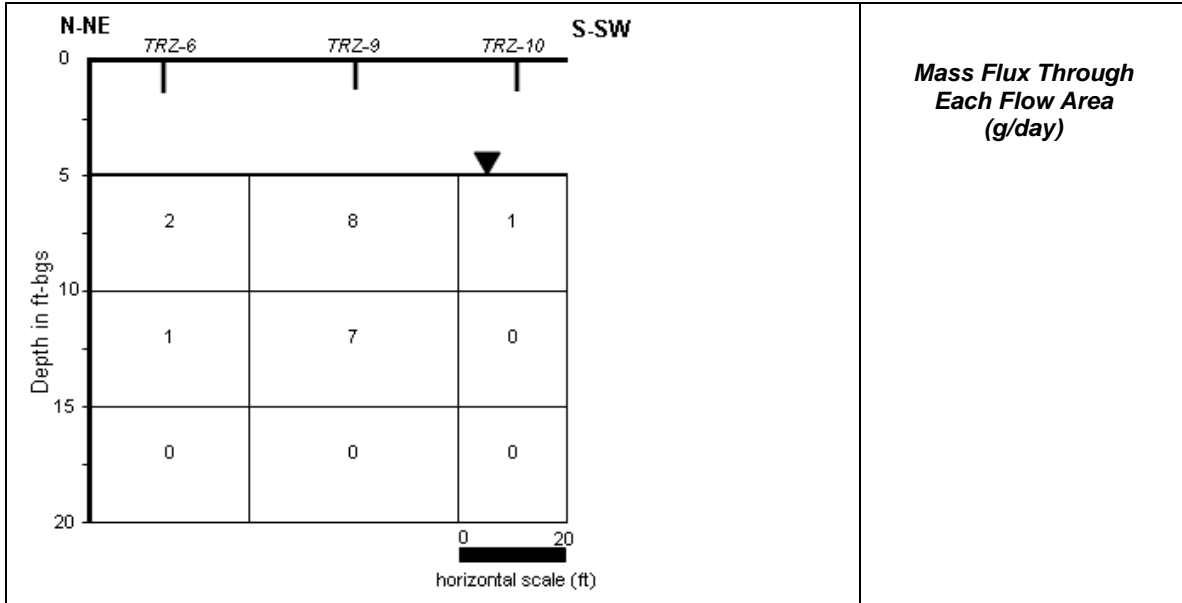 N-NE
S-SW
TRZ-6 TRZ-9 TRZ-10
0
5
2 8 1
10
1 7 0
15
0 0 0
20
Depth in ft-bgs
0 20
horizontal scale (ft)
Mass Flux Through
Each Flow Area
(g/day)